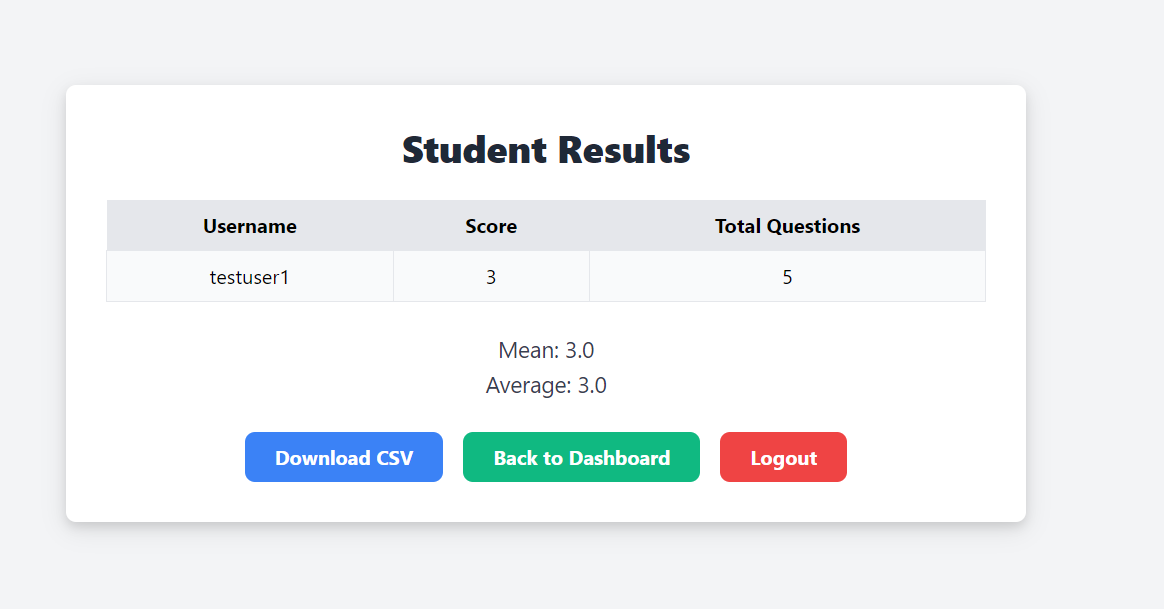 Student Results
Username Score Total Questions
testuser1 3 5
Mean: 3.0
Average: 3.0
Download CSV Back to Dashboard Logout